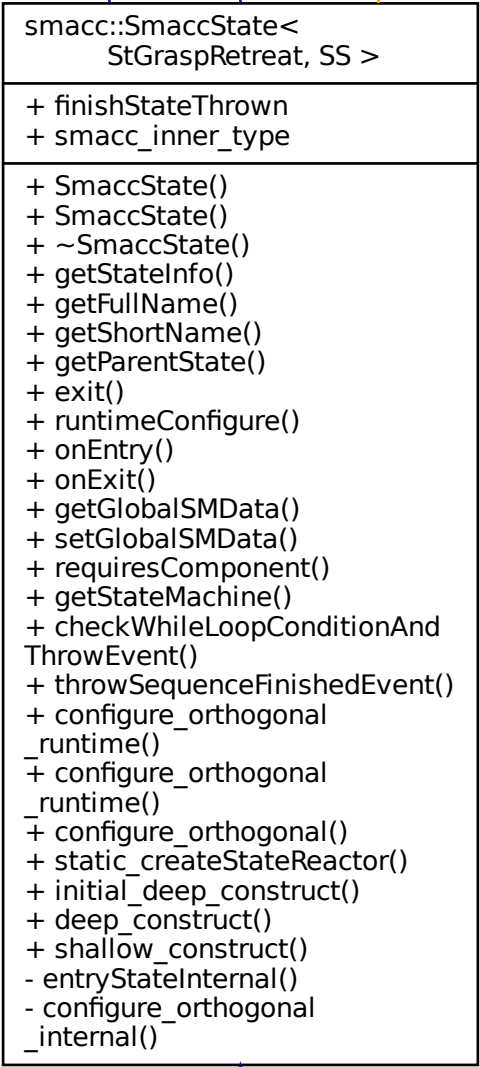 smacc::SmaccState<
StGraspRetreat, SS >
+ finishStateThrown
+ smacc_inner_type
+ SmaccState()
+ SmaccState()
+ ~SmaccState()
+ getStateInfo()
+ getFullName()
+ getShortName()
+ getParentState()
+ exit()
+ runtimeConfigure()
+ onEntry()
+ onExit()
+ getGlobalSMData()
+ setGlobalSMData()
+ requiresComponent()
+ getStateMachine()
+ checkWhileLoopConditionAnd
ThrowEvent()
+ throwSequenceFinishedEvent()
+ configure_orthogonal
_runtime()
+ configure_orthogonal
_runtime()
+ configure_orthogonal()
+ static_createStateReactor()
+ initial_deep_construct()
+ deep_construct()
+ shallow_construct()
- entryStateInternal()
- configure_orthogonal
_internal()